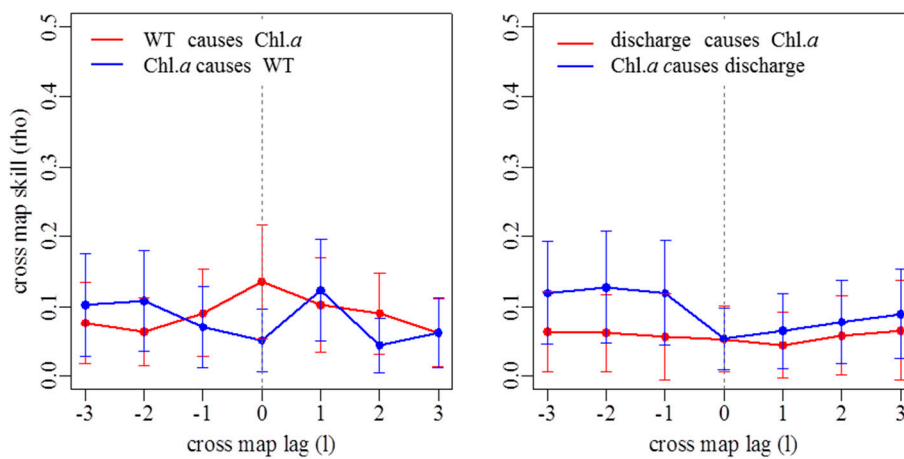 WT causes Chl.a
Chl.a causes WT
cross map skill (rho)
0.5
0.4
0.3
0.2
0.1
0.0
-3 -2 -1 0 1 2 3
cross map lag (l)
discharge causes Chl.a
Chl.a causes discharge
0.5
0.4
0.3
0.2
0.1
0.0
-3 -2 -1 0 1 2 3
cross map lag (l)